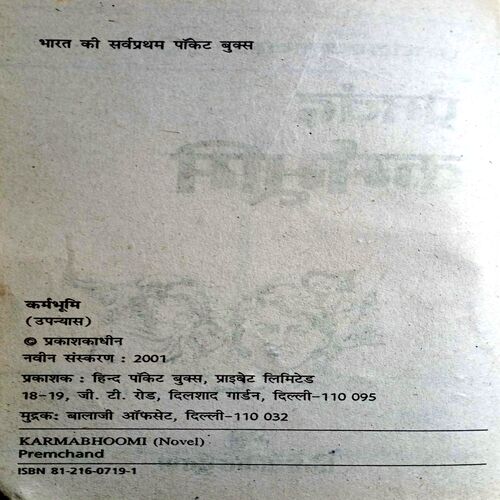 भारत की सर्वप्रथम पॉकेट बुक्स
कर्मभूमि
(उपन्यास)
© प्रकाशकाधीन
नवीन संस्करण : 2001
प्रकाशक : हिन्द पॉकेट बुक्स, प्राइवेट लिमिटेड
18-19, जी. टी. रोड, दिलशाद गार्डन, दिल्ली-110 095
मुद्रक: बालाजी ऑफसेट, दिल्ली-110 032
KARMABHOOMI (Novel)
Premchand
ISBN 81-216-0719-1